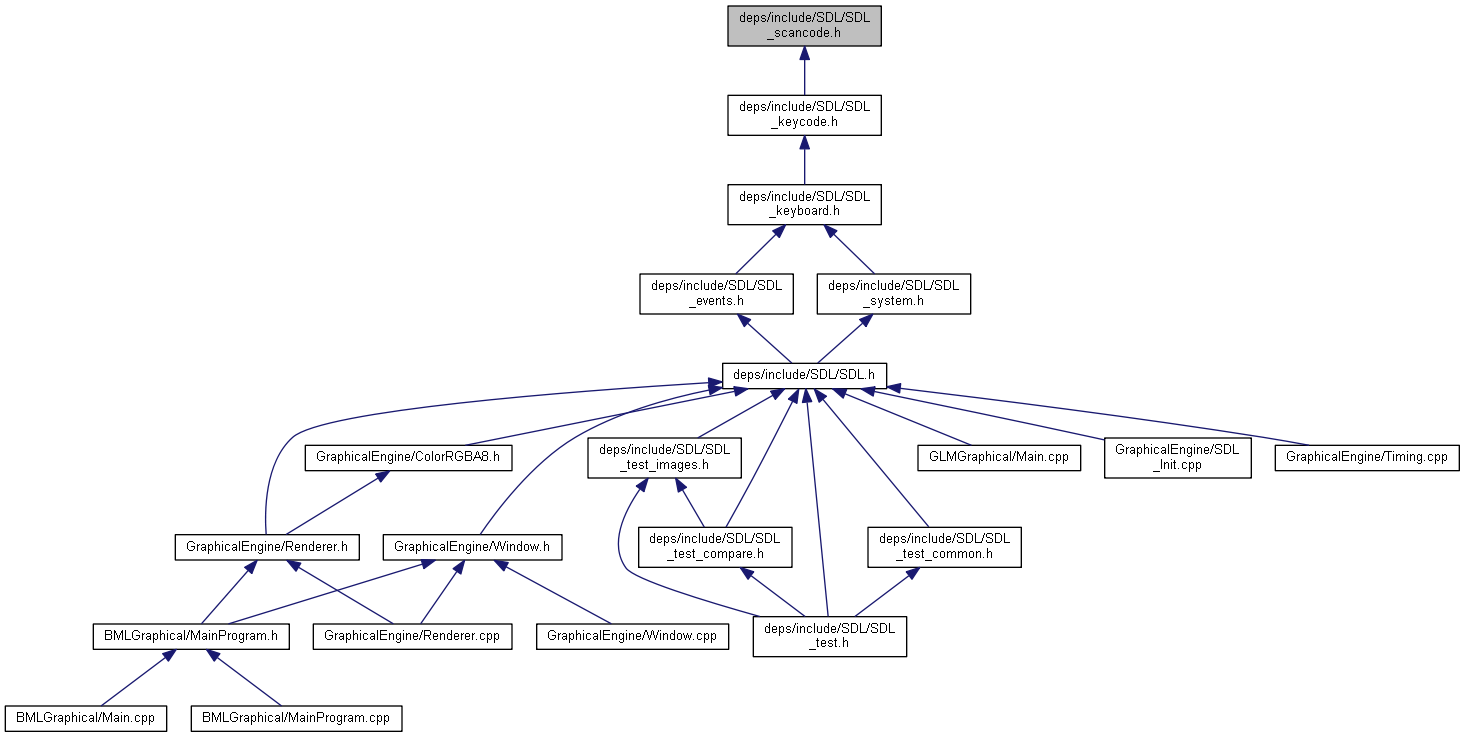 deps/include/SDL/SDL
_scancode.h
deps/include/SDL/SDL
_keycode.h
deps/include/SDL/SDL
_keyboard.h
deps/include/SDL/SDL
_events.h
deps/include/SDL/SDL
_system.h
deps/include/SDL/SDL.h
GraphicalEngine/ColorRGBA8.h
deps/include/SDL/SDL
_test_images.h
GLMGraphical/Main.cpp
GraphicalEngine/SDL
_Init.cpp
GraphicalEngine/Timing.cpp
GraphicalEngine/Renderer.h
GraphicalEngine/Window.h
deps/include/SDL/SDL
_test_compare.h
deps/include/SDL/SDL
_test_common.h
BMLGraphical/MainProgram.h
GraphicalEngine/Renderer.cpp
GraphicalEngine/Window.cpp
deps/include/SDL/SDL
_test.h
BMLGraphical/Main.cpp
BMLGraphical/MainProgram.cpp